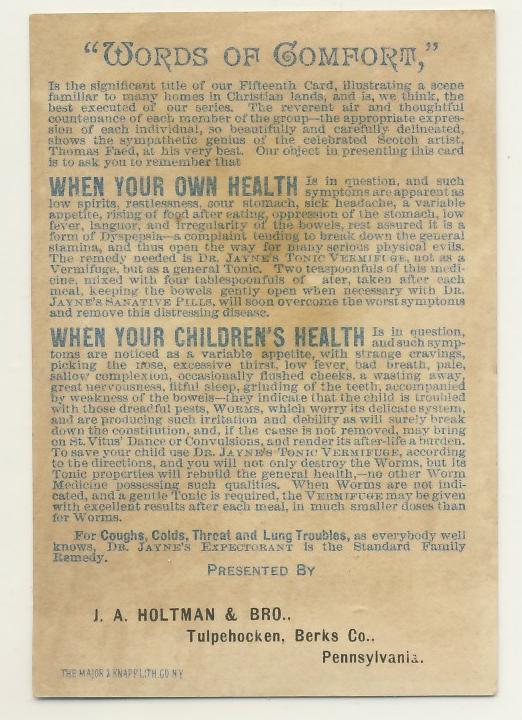 “WORDS OF COMFORT,”
Is the significant title of our Fifteenth Card, illustrating a scene
familiar to many homes in Christian lands, and is, we think, the
best executed of our series. The reverent air and thoughtful
countenance of each member of the group—the appropriate expres-
sion of each individual, so beautifully and carefully delineated,
shows the sympathetic genius of the celebrated Scotch artist,
Thomas Faed, at his very best. Our object in presenting this card
is to ask you to remember that
WHEN YOUR OWN HEALTH Is in question, and such
symptoms are apparent as
low spirits, restlessness, sour stomach, sick headache, a variable
appetite, rising of food after eating, oppression of the stomach, low
fever, languor, and irregularity of the bowels, rest assured it is a
form of Dyspepsia—a complaint tending to break down the general
stamina, and thus open the way for many serious physical evils.
The remedy needed is DR. JAYNE'S TONIC VERMIFUGE, not as a
Vermifuge, but as a general Tonic. Two teaspoonfuls of this medi-
cine, mixed with four tablespoonfuls of ater, taken after each
meal, keeping the bowels gently open when necessary with DR.
JAYNE'S SANATIVE PILLS, will soon overcome the worst symptoms
and remove this distressing disease.
WHEN YOUR CHILDREN'S HEALTH Is in question,
and such symp-
toms are noticed as a variable appetite, with strange cravings,
picking the nose, excessive thirst, low fever, bad breath, pale,
sallow complexion, occasionally flushed cheeks, a wasting away,
great nervousness, fitful sleep, grinding of the teeth, accompanied
by weakness of the bowels—they indicate that the child is troubled
with those dreadful pests, WORMS, which worry its delicate system,
and are producing such irritation and debility as will surely break
down the constitution, and, if the cause is not removed, may bring
on St. Vitus' Dance or Convulsions, and render its after-life a burden.
To save your child use DR. JAYNE'S TONIC VERMIFUGE, according
to the directions, and you will not only destroy the Worms, but its
Tonic properties will rebuild the general health,—no other Worm
Medicine possessing such qualities. When Worms are not indi-
cated, and a gentle Tonic is required, the VERMIFUGE may be given
with excellent results after each meal, in much smaller doses than
for Worms.
For Coughs, Colds, Throat and Lung Troubles, as everybody well
knows, DR. JAYNE'S EXPECTORANT is the Standard Family
Remedy.
PRESENTED BY
J. A. HOLTMAN & BRO.,
Tulpehocken, Berks Co.,
Pennsylvania.
THE MAJOR & KNAPP LITH. CO. N.Y